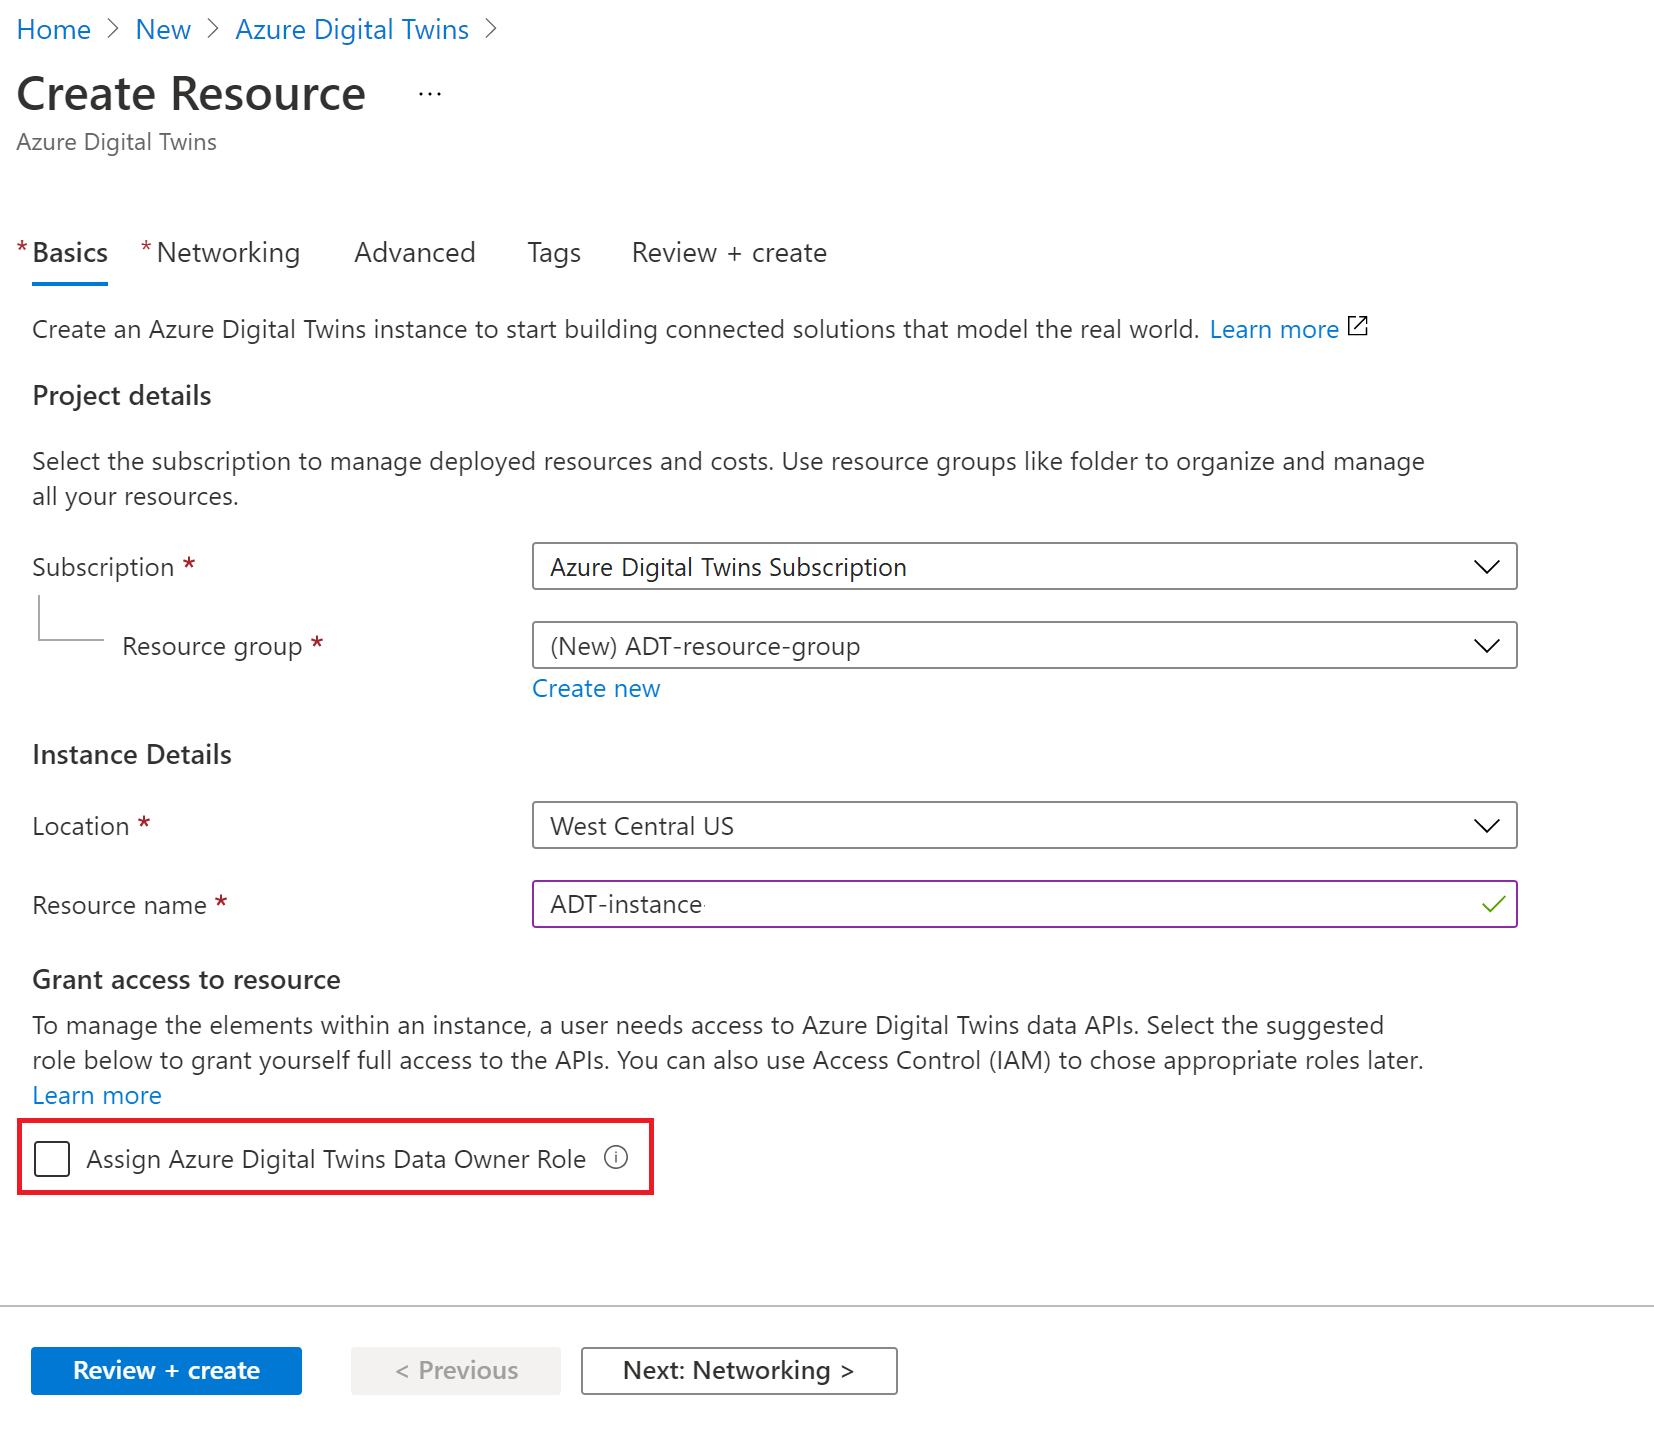 Home > New > Azure Digital Twins >
Create Resource ...
Azure Digital Twins
* Basics * Networking Advanced Tags Review + create
Create an Azure Digital Twins instance to start building connected solutions that model the real world. Learn more
Project details
Select the subscription to manage deployed resources and costs. Use resource groups like folder to organize and manage
all your resources.
Subscription * Azure Digital Twins Subscription
Resource group * (New) ADT-resource-group
Create new
Instance Details
Location * West Central US
Resource name * ADT-instance
Grant access to resource
To manage the elements within an instance, a user needs access to Azure Digital Twins data APIs. Select the suggested
role below to grant yourself full access to the APIs. You can also use Access Control (IAM) to chose appropriate roles later.
Learn more
Assign Azure Digital Twins Data Owner Role
Review + create < Previous Next: Networking >